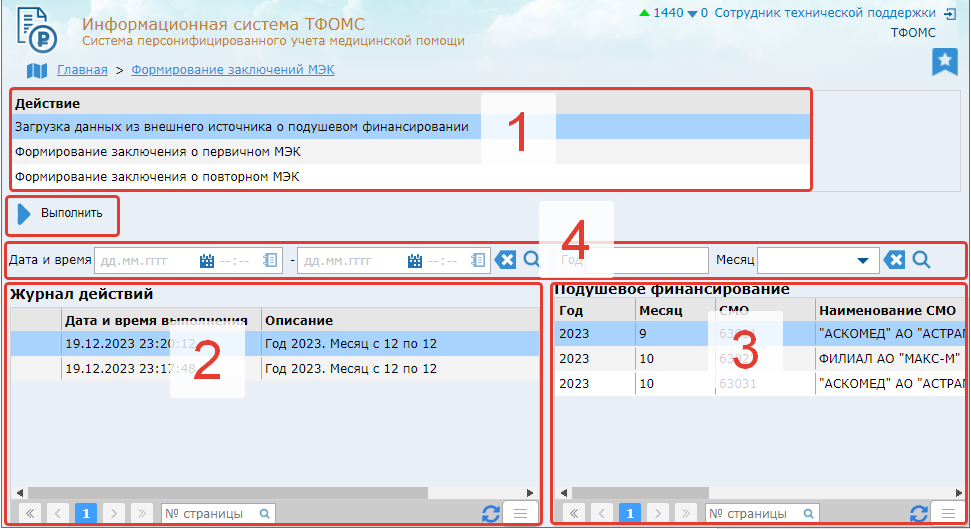 Информационная система ТФОМС
Система персонифицированного учета медицинской помощи
1440 0 Сотрудник технической поддержки
ТФОМС
Главная > Формирование заключений МЭК
Действие
Загрузка данных из внешнего источника о подушевом финансировании
Формирование заключения о первичном МЭК
Формирование заключения о повторном МЭК
1
Выполнить
4
Дата и время дд.мм.гггг --:-- - дд.мм.гггг --:-- Год Месяц
Журнал действий
Дата и время выполнения Описание
19.12.2023 23:20:12 Год 2023. Месяц с 12 по 12
19.12.2023 23:17:48 Год 2023. Месяц с 12 по 12
2
« < 1 > » № страницы
Подушевое финансирование
Год Месяц СМО Наименование СМО
2023 9 "АСКОМЕД" АО "АСТРА
2023 10 ФИЛИАЛ АО "МАКС-М"
2023 10 63031 "АСКОМЕД" АО "АСТРА
3
« < 1 > » № страницы